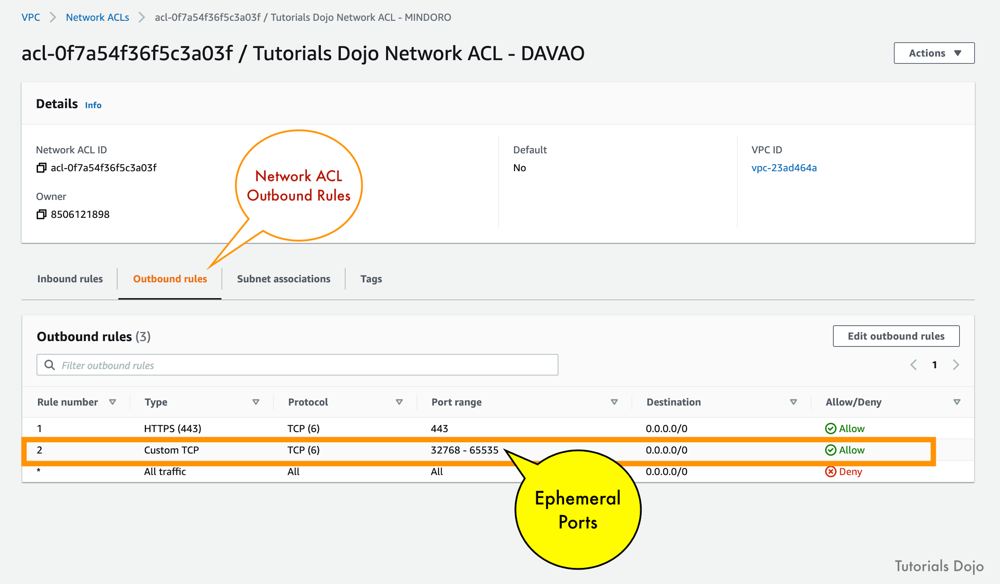 VPC > Network ACLs > acl-0f7a54f36f5c3a03f / Tutorials Dojo Network ACL - MINDORO
acl-0f7a54f36f5c3a03f / Tutorials Dojo Network ACL - DAVAO
Actions
Details Info
Network ACL ID
acl-0f7a54f36f5c3a03f
Owner
8506121898
Network ACL
Outbound Rules
Default
No
VPC ID
vpc-23ad464a
Inbound rules
Outbound rules
Subnet associations
Tags
Outbound rules (3)
Edit outbound rules
Filter outbound rules
1
Rule number Type Protocol Port range Destination Allow/Deny
1 HTTPS (443) TCP (6) 443 0.0.0.0/0 Allow
2 Custom TCP TCP (6) 32768 - 65535 0.0.0.0/0 Allow
* All traffic All All 0.0.0.0/0 Deny
Ephemeral
Ports
Tutorials Dojo